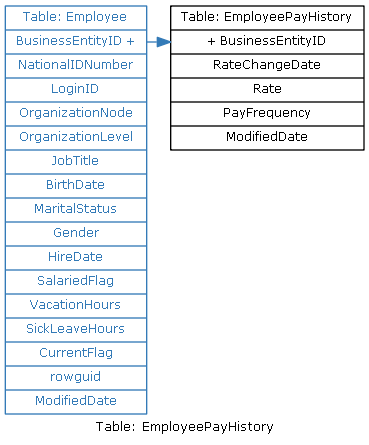 Table: Employee
BusinessEntityID +
NationalIDNumber
LoginID
OrganizationNode
OrganizationLevel
JobTitle
BirthDate
MaritalStatus
Gender
HireDate
SalariedFlag
VacationHours
SickLeaveHours
CurrentFlag
rowguid
ModifiedDate
Table: EmployeePayHistory
+ BusinessEntityID
RateChangeDate
Rate
PayFrequency
ModifiedDate
Table: EmployeePayHistory